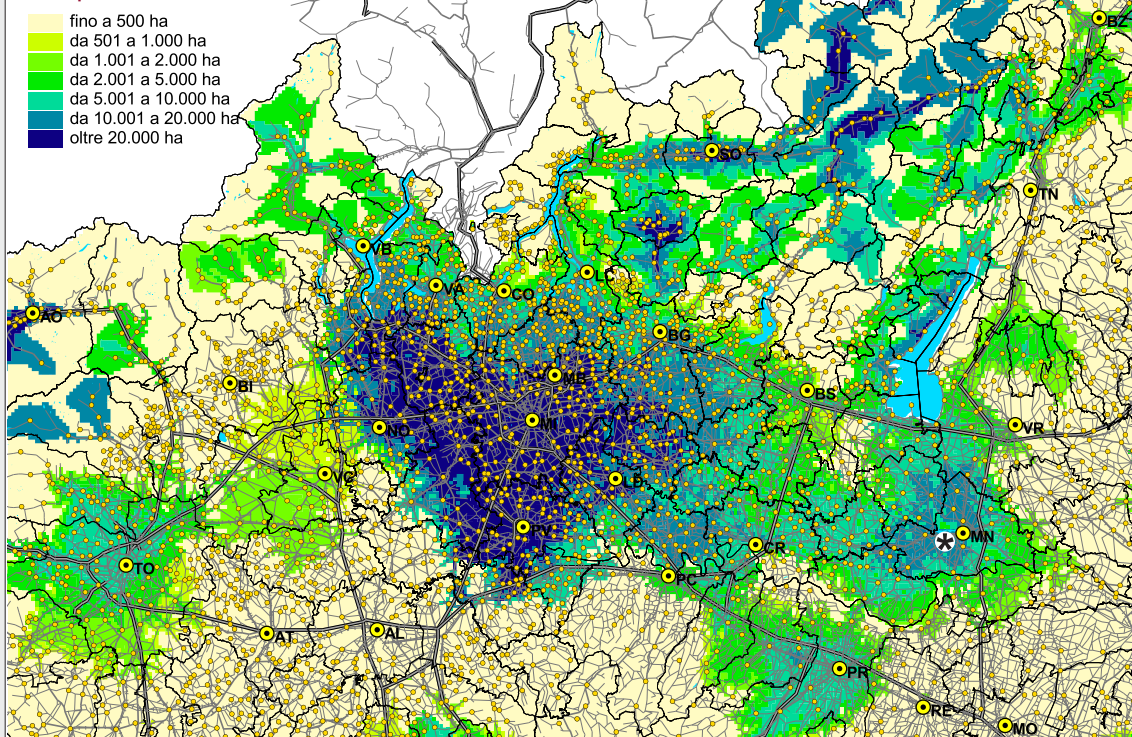 fino a 500 ha
da 501 a 1.000 ha
da 1.001 a 2.000 ha
da 2.001 a 5.000 ha
da 5.001 a 10.000 ha
da 10.001 a 20.000 ha
oltre 20.000 ha
BZ
SO
TN
VB
LC
VA
CO
AO
BG
MB
BI
BS
MI
NO
VR
VC
LO
PV
MN
*
CR
TO
PC
AT
AL
PR
RE
MO